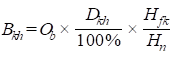 B_kh = O_b × D_kh / 100% × H_fk / H_n